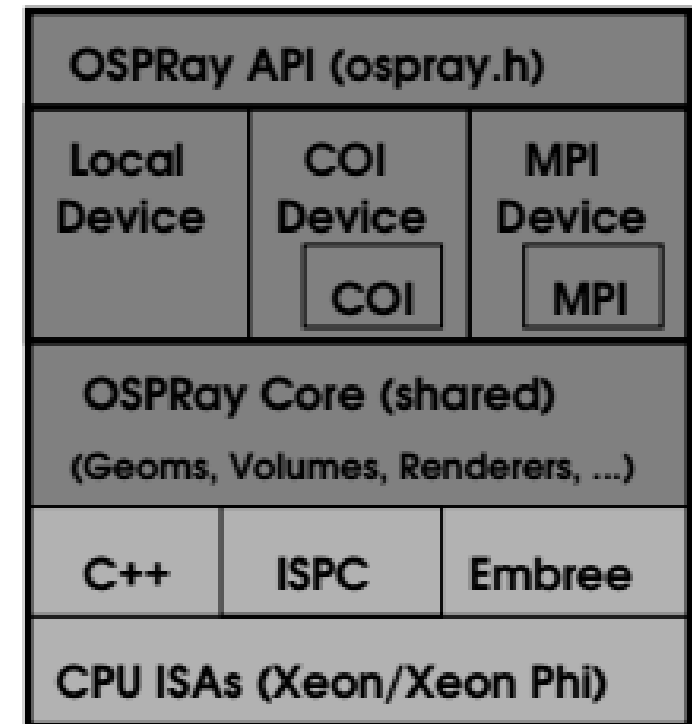 OSPRay API (ospray.h)
Local Device
COI Device
COI
MPI Device
MPI
OSPRay Core (shared)
(Geoms, Volumes, Renderers, ...)
C++
ISPC
Embree
CPU ISAs (Xeon/Xeon Phi)